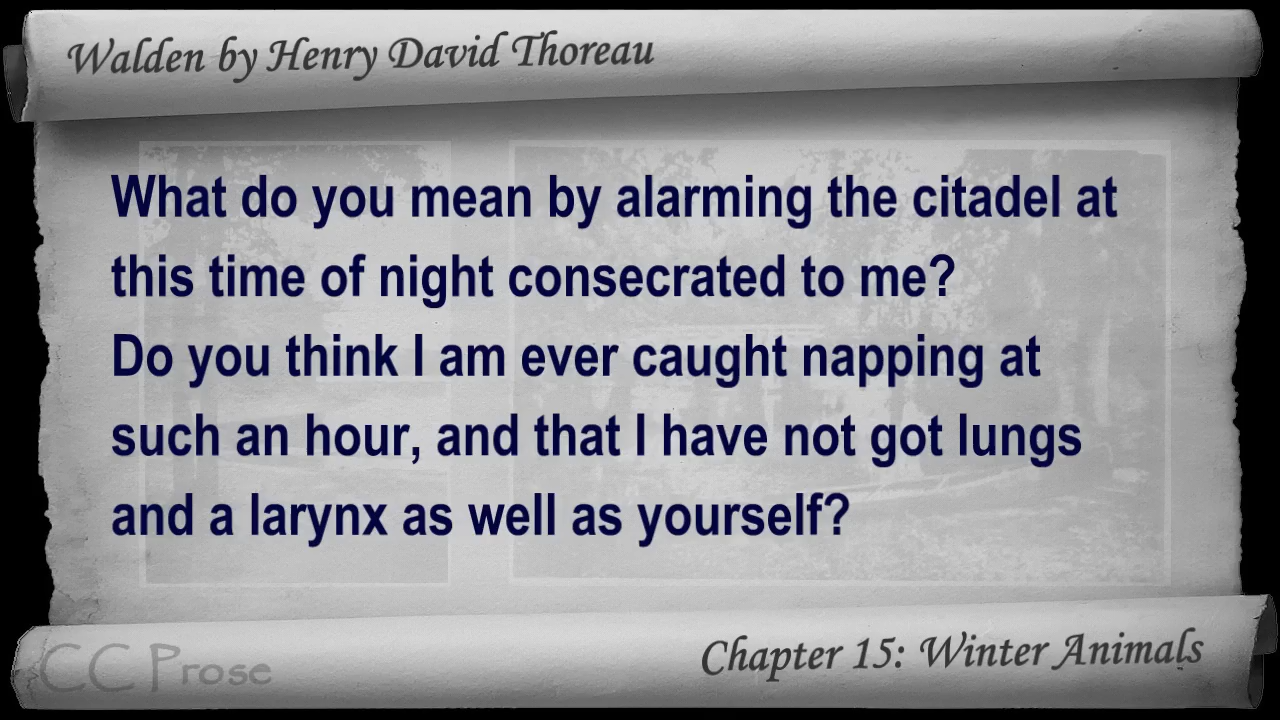 Walden by Henry David Thoreau
What do you mean by alarming the citadel at
this time of night consecrated to me?
Do you think I am ever caught napping at
such an hour, and that I have not got lungs
and a larynx as well as yourself?
CC Prose
Chapter 15: Winter Animals